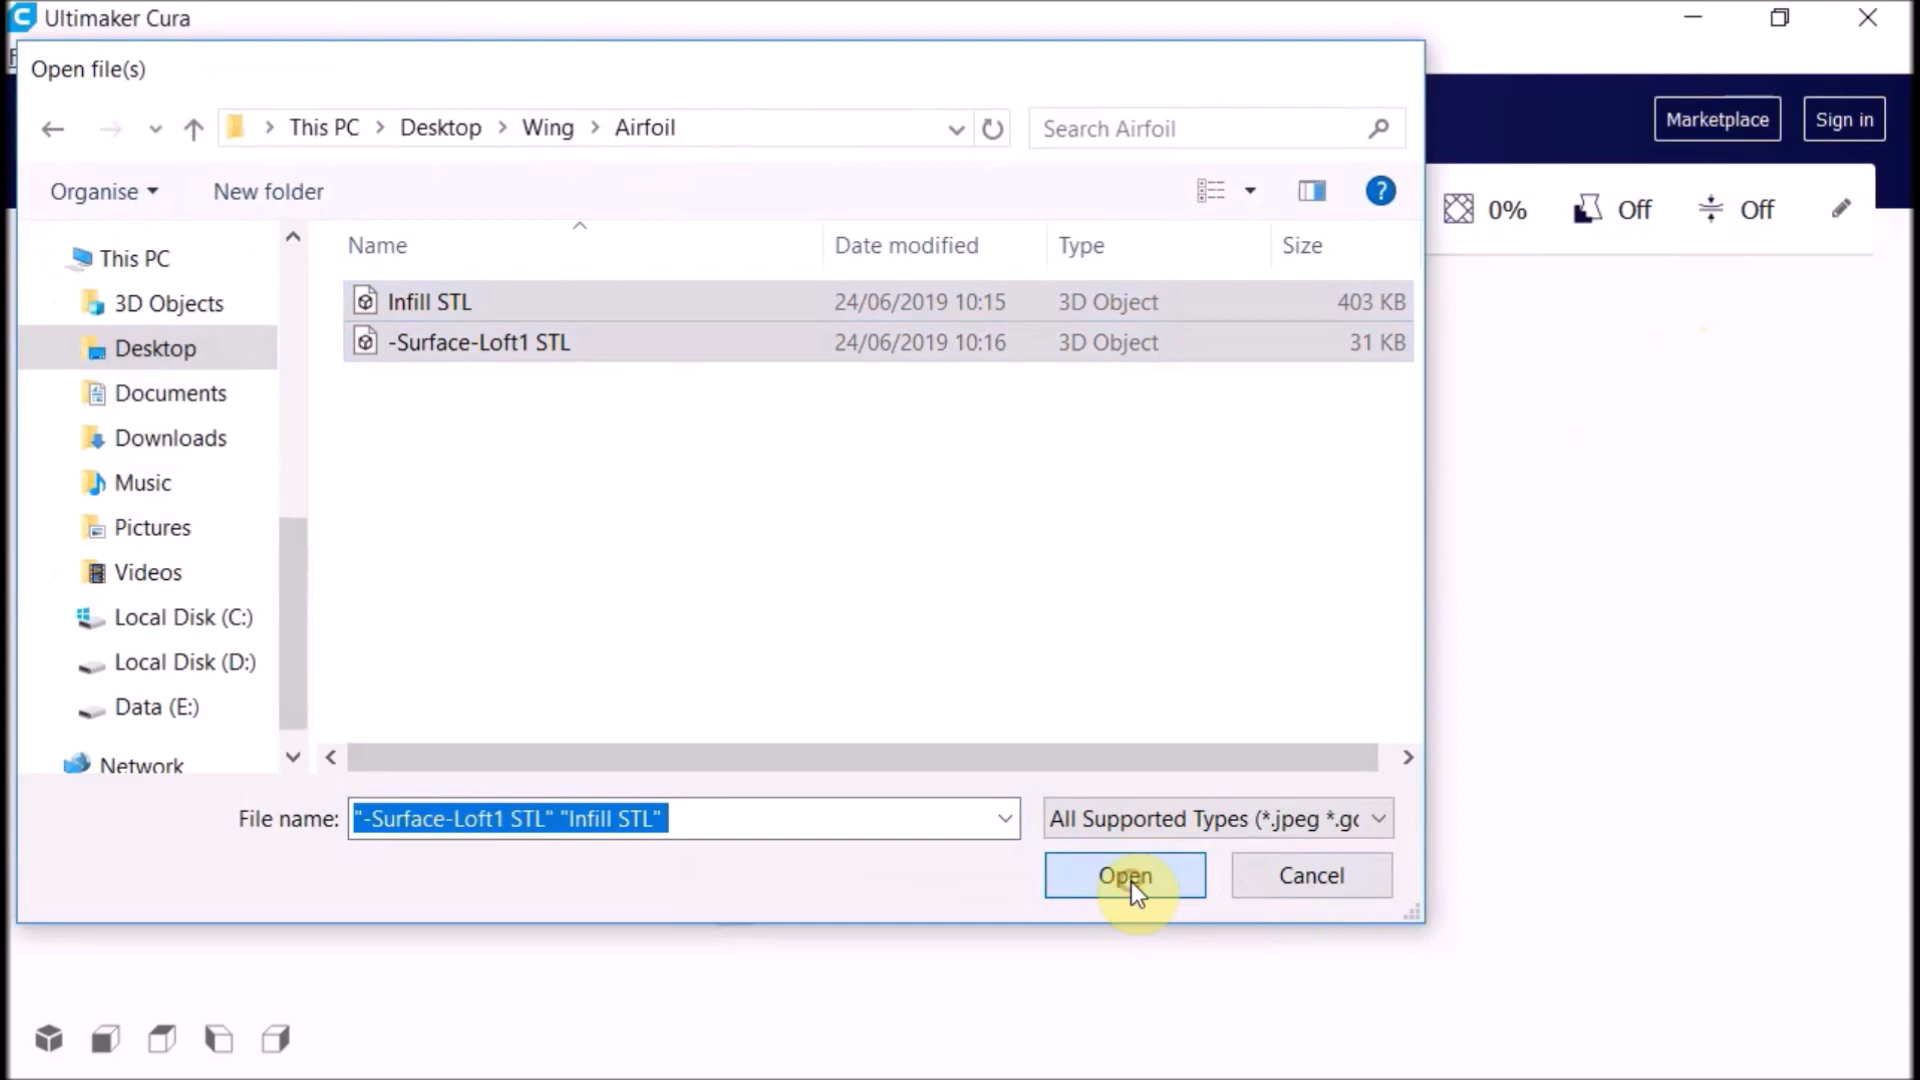 Ultimaker Cura
Open file(s)
This PC Desktop Wing Airfoil
Search Airfoil
Marketplace
Sign in
Organise
New folder
?
0%
Off
Off
Name
Date modified
Type
Size
Infill STL
24/06/2019 10:15
3D Object
403 KB
-Surface-Loft1 STL
24/06/2019 10:16
3D Object
31 KB
This PC
3D Objects
Desktop
Documents
Downloads
Music
Pictures
Videos
Local Disk (C:)
Local Disk (D:)
Data (E:)
Network
File name:
"-Surface-Loft1 STL" "Infill STL"
All Supported Types (*.jpeg *.gc
Open
Cancel